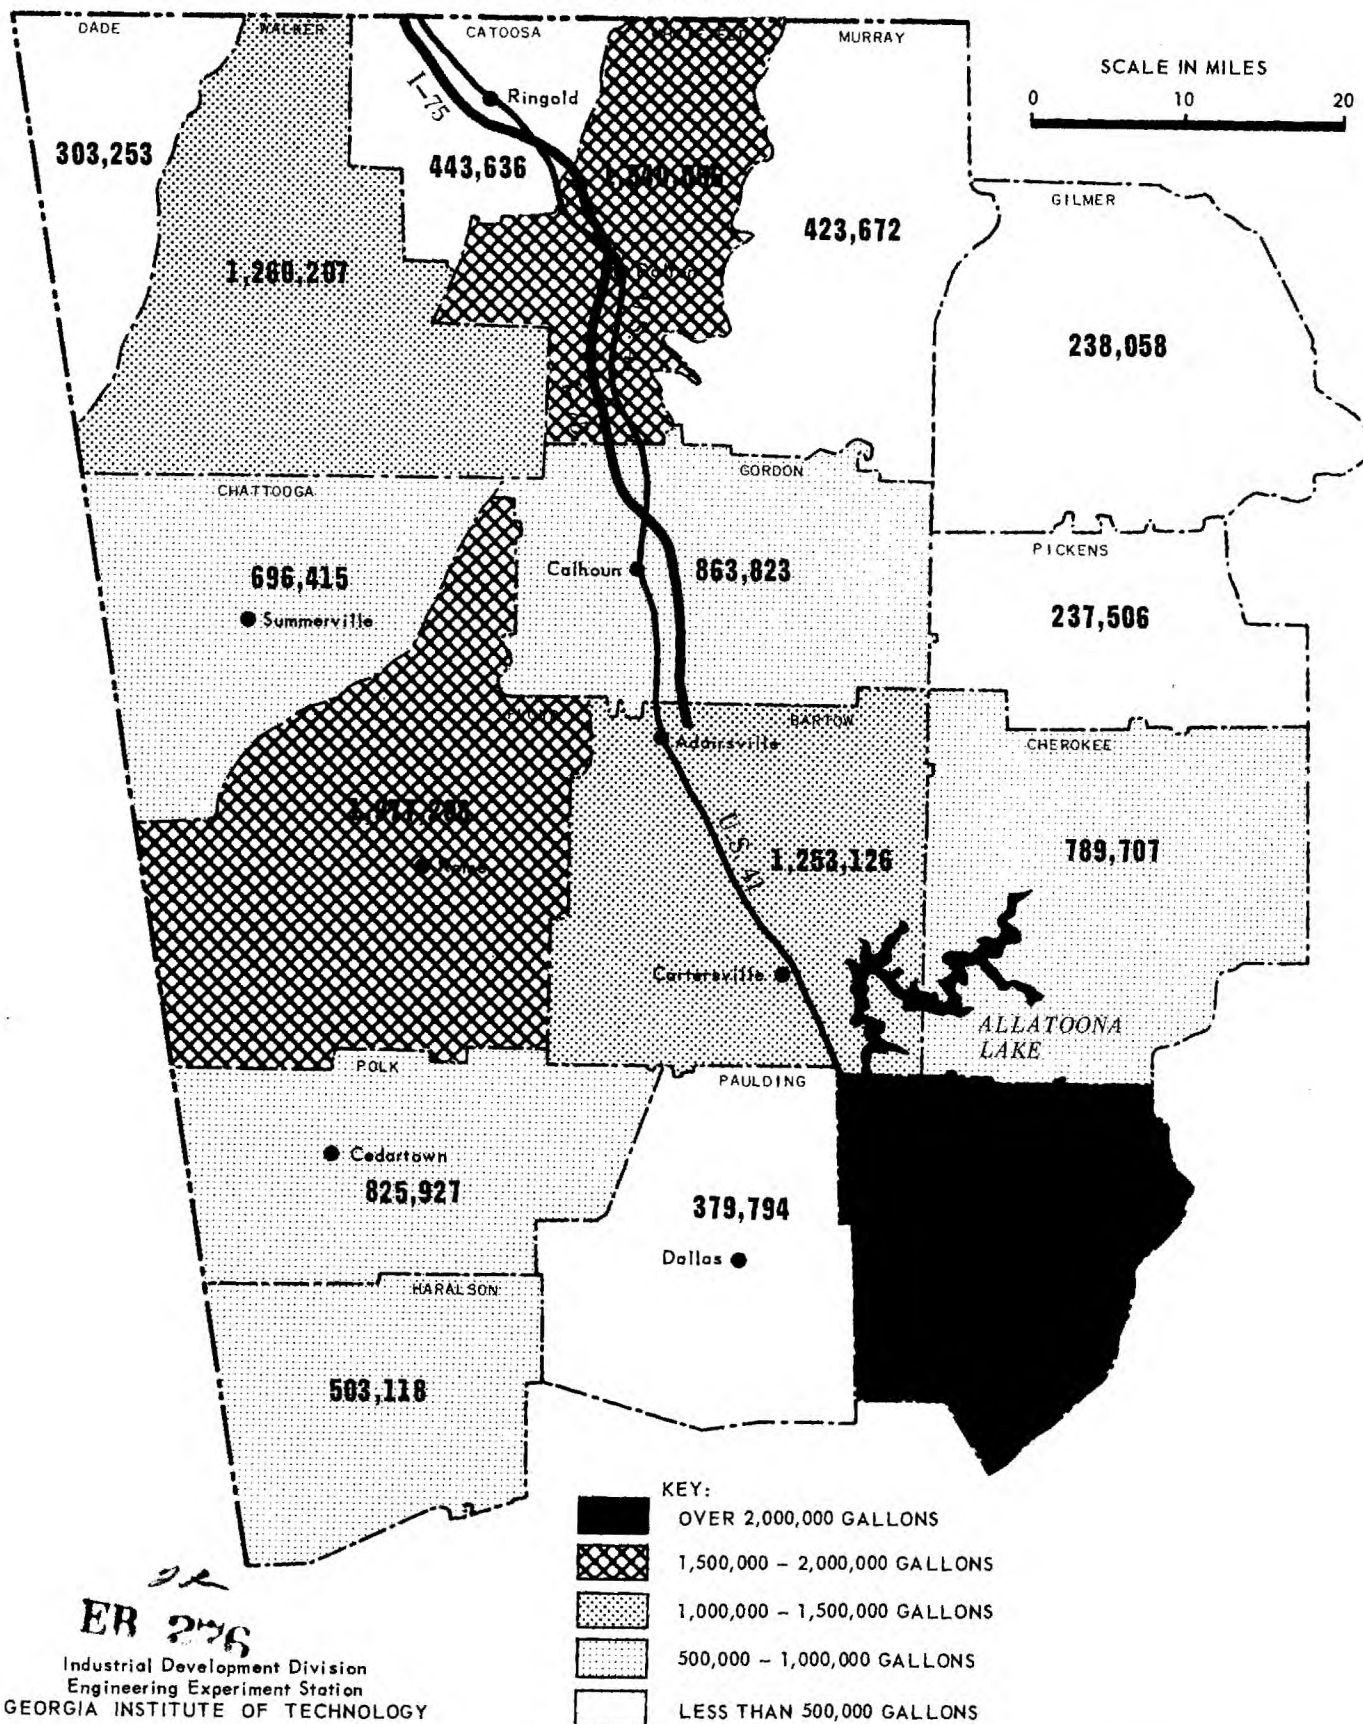 DADE
WALKER
CATOOSA
MURRAY
SCALE IN MILES
0 10 20
I-75
Ringold
303,253
443,636
423,672
GILMER
238,058
CHATTOOGA
GORDON
PICKENS
696,415
Calhoun
863,823
Summerville
237,506
BARTOW
Adairsville
CHEROKEE
U.S. 41
1,253,126
789,707
Cartersville
ALLATOONA
LAKE
POLK
PAULDING
Cedartown
825,927
379,794
Dallas
HARALSON
503,118
KEY:
OVER 2,000,000 GALLONS
1,500,000 – 2,000,000 GALLONS
1,000,000 – 1,500,000 GALLONS
500,000 – 1,000,000 GALLONS
LESS THAN 500,000 GALLONS
ER
Industrial Development Division
Engineering Experiment Station
GEORGIA INSTITUTE OF TECHNOLOGY